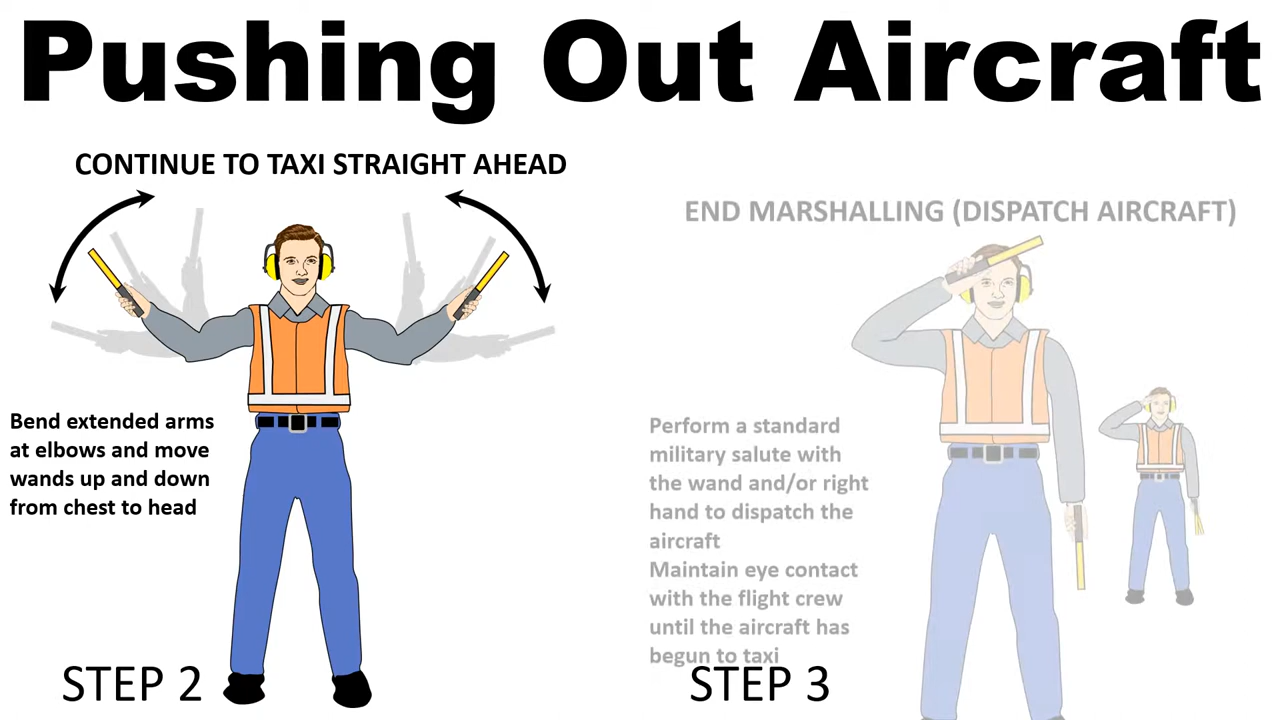 Pushing Out Aircraft
CONTINUE TO TAXI STRAIGHT AHEAD
Bend extended arms
at elbows and move
wands up and down
from chest to head
STEP 2
END MARSHALLING (DISPATCH AIRCRAFT)
Perform a standard
military salute with
the wand and/or right
hand to dispatch the
aircraft
Maintain eye contact
with the flight crew
until the aircraft has
begun to taxi
STEP 3